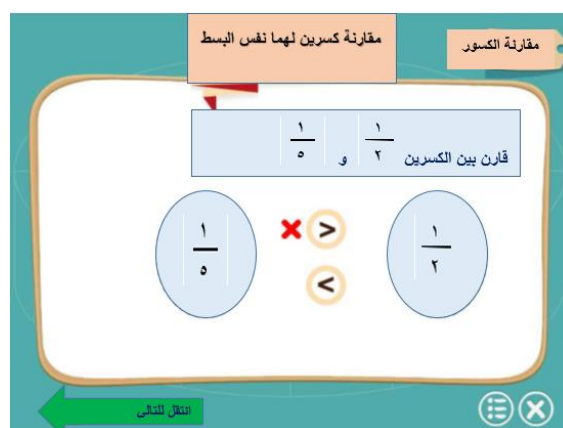 مقارنة الكسور
مقارنة كسرين لهما نفس البسط
قارن بين الكسرين ١/٢ و ١/٥
١/٢
>
<
١/٥
انتقل للتالى